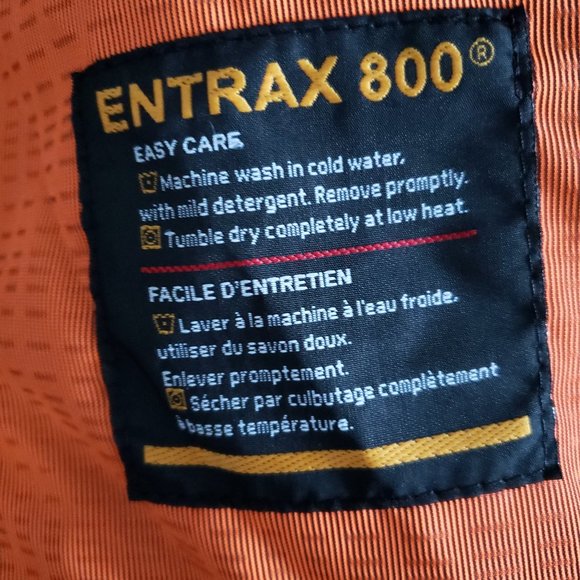 ENTRAX 800®
EASY CARE
Machine wash in cold water,
with mild detergent. Remove promptly.
Tumble dry completely at low heat.
FACILE D'ENTRETIEN
Laver à la machine à l'eau froide,
utiliser du savon doux.
Enlever promptement.
Sécher par culbutage complètement
à basse température.